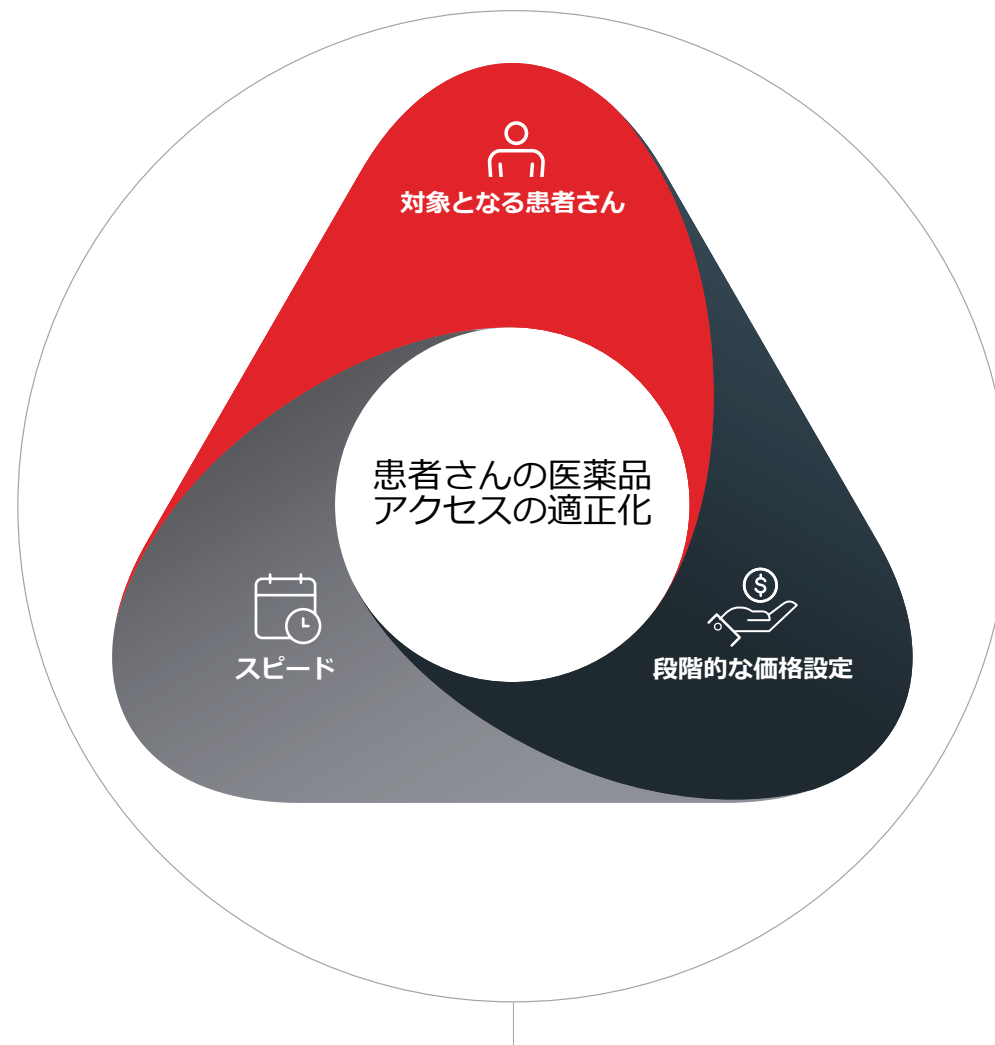 対象となる患者さん
患者さんの医薬品
アクセスの適正化
スピード
段階的な価格設定